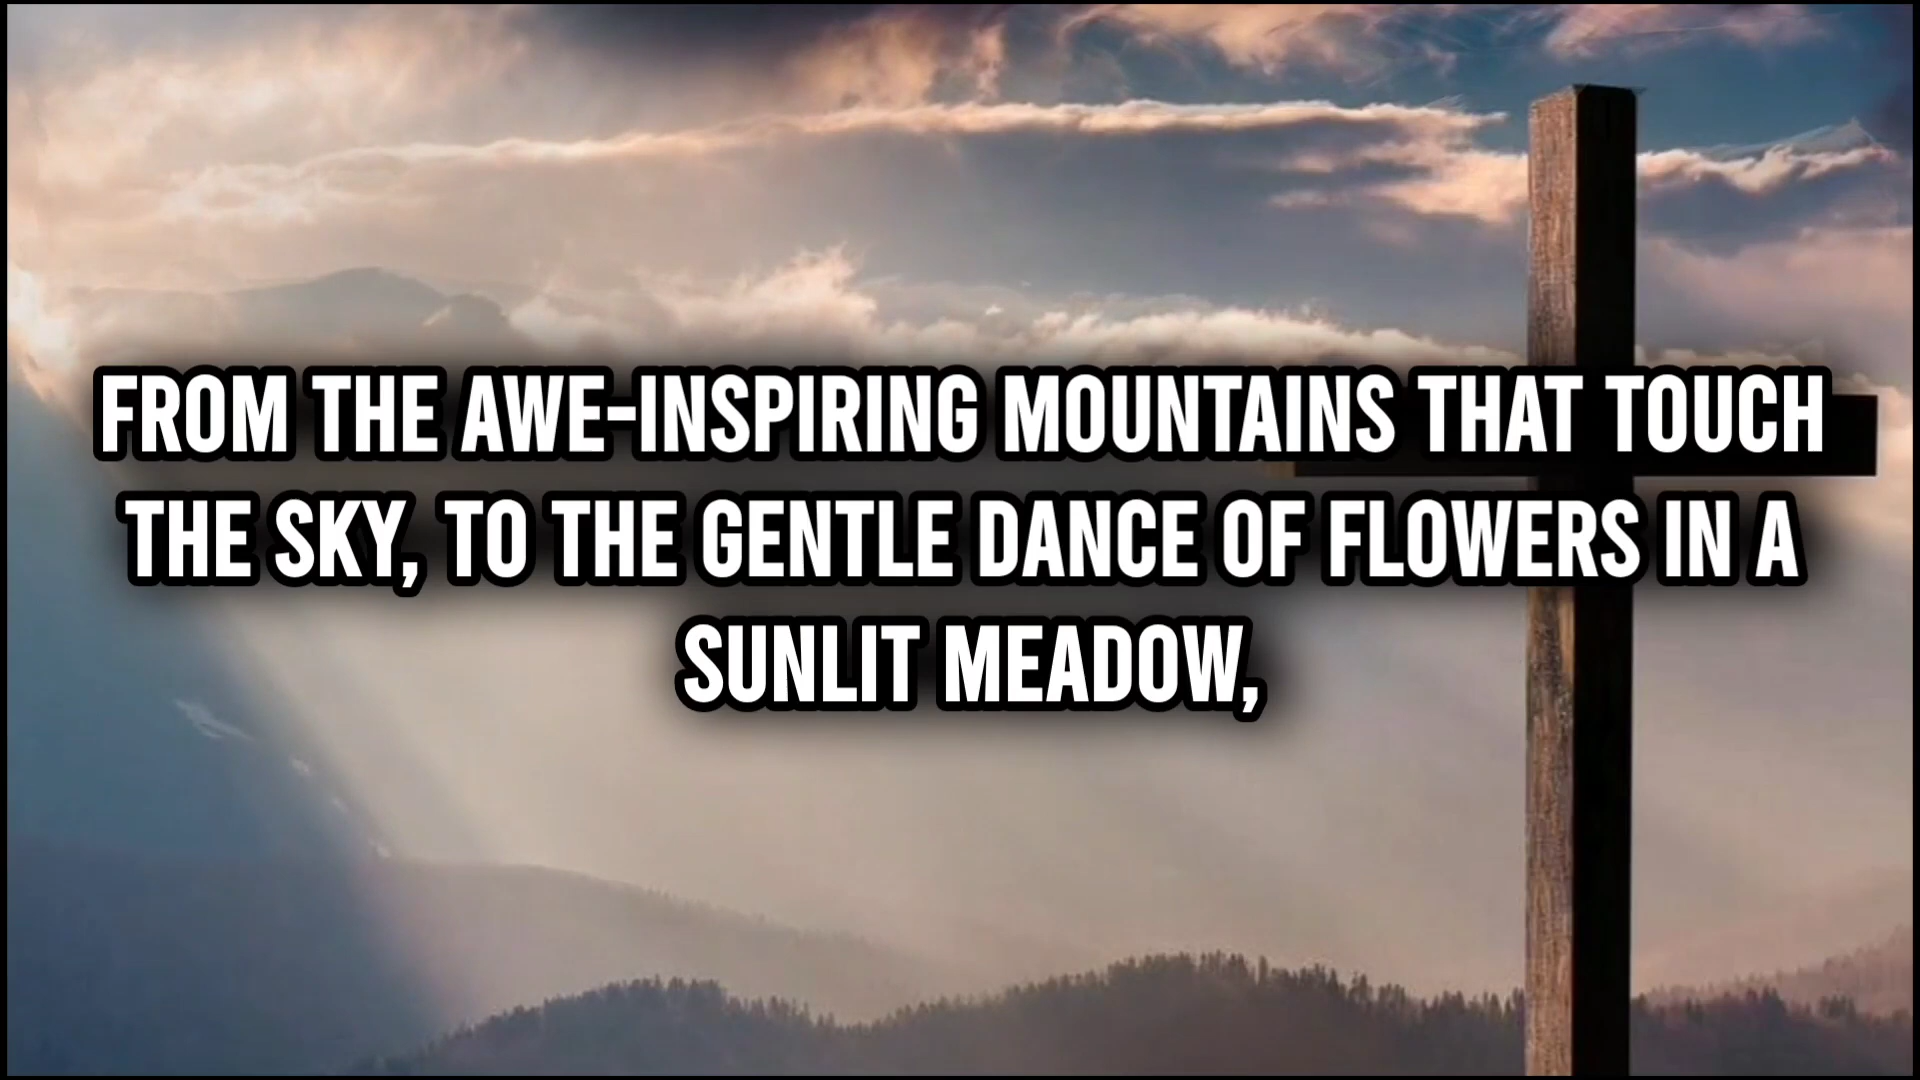 FROM THE AWE-INSPIRING MOUNTAINS THAT TOUCH
THE SKY, TO THE GENTLE DANCE OF FLOWERS IN A
SUNLIT MEADOW,